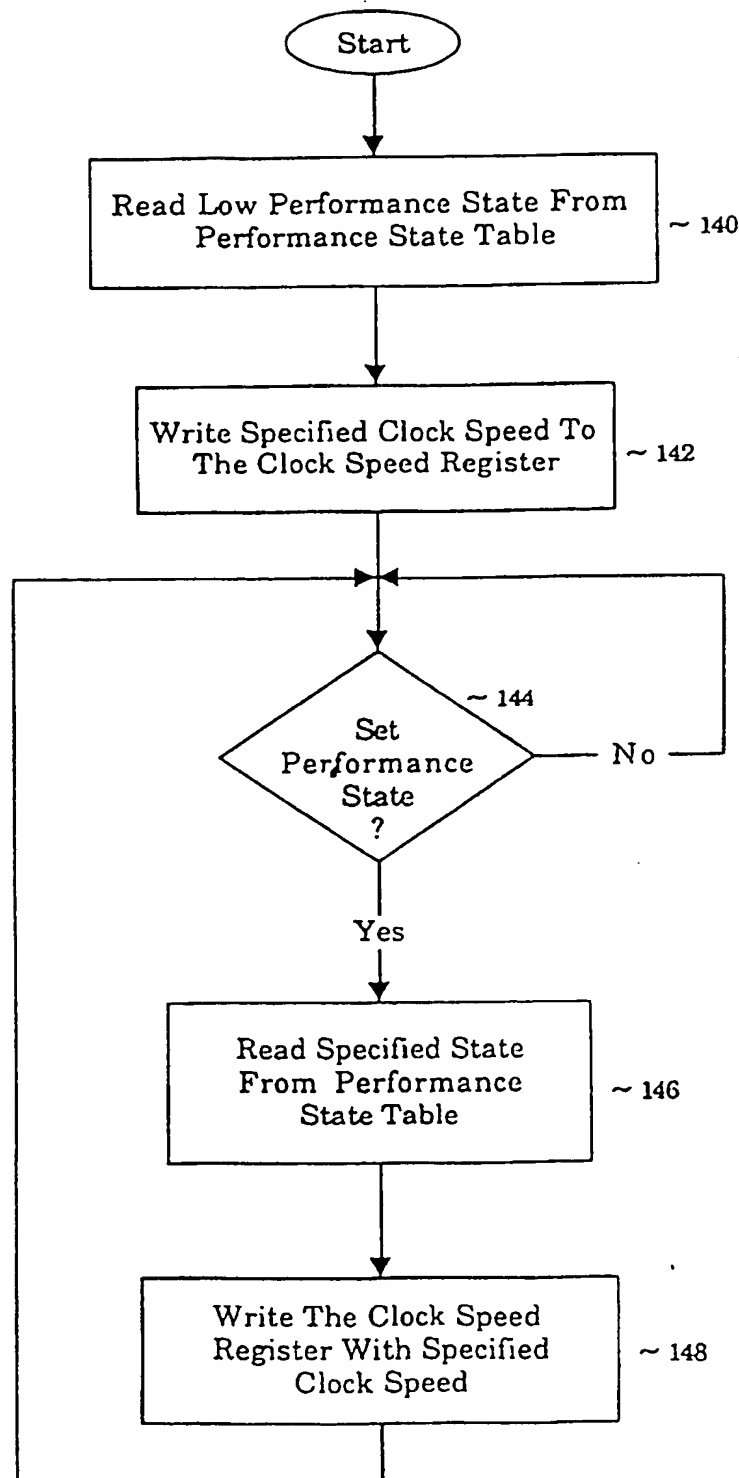 Start
Read Low Performance State From
Performance State Table
~ 140
Write Specified Clock Speed To
The Clock Speed Register
~ 142
~ 144
Set
Performance
State
?
No
Yes
Read Specified State
From Performance
State Table
~ 146
Write The Clock Speed
Register With Specified
Clock Speed
~ 148